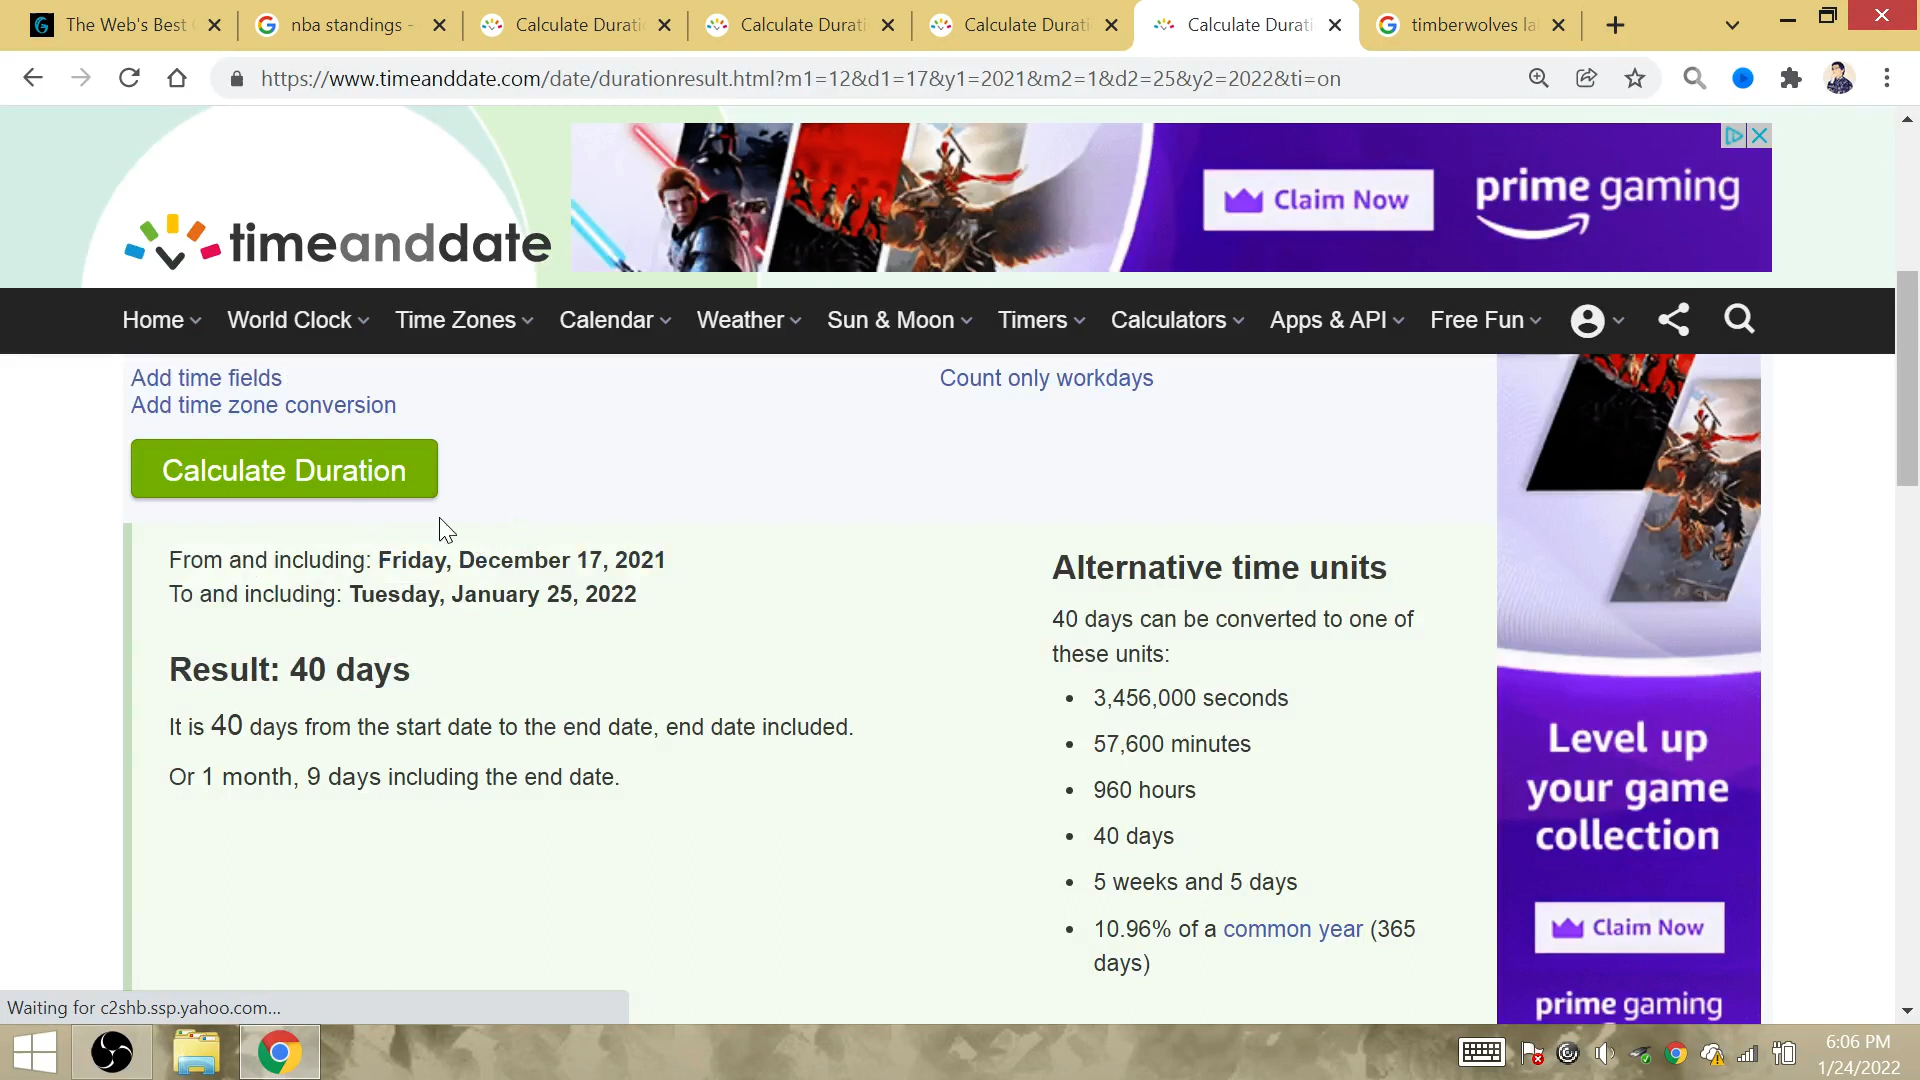 The Web's Best
nba standings -
Calculate Durati
Calculate Durati
Calculate Durati
Calculate Durati
timberwolves la
https://www.timeanddate.com/date/durationresult.html?m1=12&d1=17&y1=2021&m2=1&d2=25&y2=2022&ti=on
timeanddate
Claim Now
prime gaming
Home
World Clock
Time Zones
Calendar
Weather
Sun & Moon
Timers
Calculators
Apps & API
Free Fun
Add time fields
Count only workdays
Add time zone conversion
Calculate Duration
From and including: Friday, December 17, 2021
To and including: Tuesday, January 25, 2022
Result: 40 days
It is 40 days from the start date to the end date, end date included.
Or 1 month, 9 days including the end date.
Alternative time units
40 days can be converted to one of
these units:
• 3,456,000 seconds
• 57,600 minutes
• 960 hours
• 40 days
• 5 weeks and 5 days
• 10.96% of a common year (365
days)
Level up
your game
collection
Claim Now
prime gaming
Waiting for c2shb.ssp.yahoo.com...
6:06 PM
1/24/2022